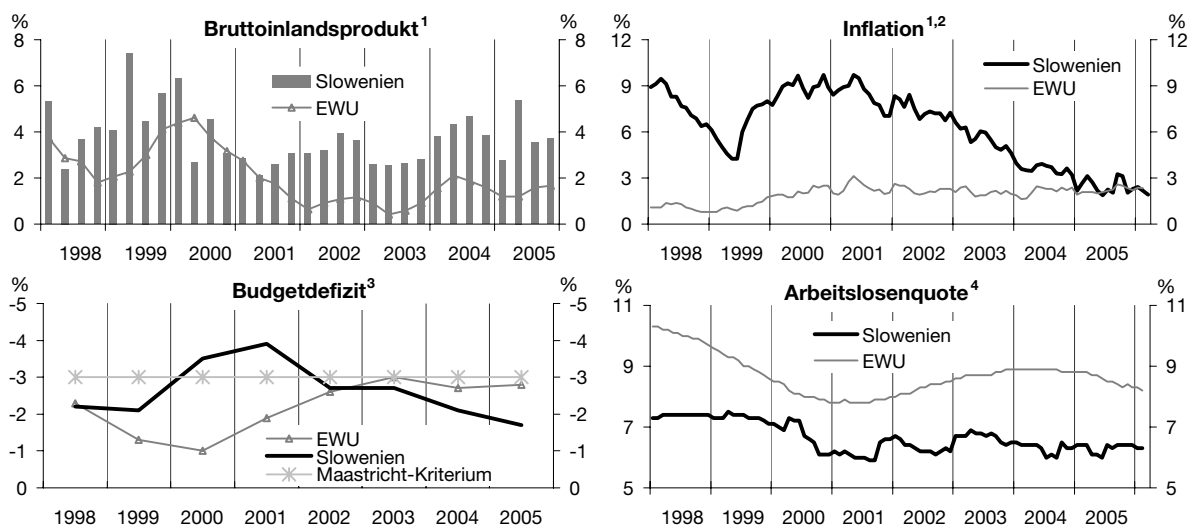 Bruttoinlandsprodukt¹
% %
8 8
6 6
4 4
2 2
0 0
Slowenien
EWU
1998 1999 2000 2001 2002 2003 2004 2005
Inflation¹,²
% %
12 12
9 9
6 6
3 3
0 0
Slowenien
EWU
1998 1999 2000 2001 2002 2003 2004 2005
Budgetdefizit³
% %
-5 -5
-4 -4
-3 -3
-2 -2
-1 -1
0 0
EWU
Slowenien
Maastricht-Kriterium
1998 1999 2000 2001 2002 2003 2004 2005
Arbeitslosenquote⁴
% %
11 11
9 9
7 7
5 5
Slowenien
EWU
1998 1999 2000 2001 2002 2003 2004 2005